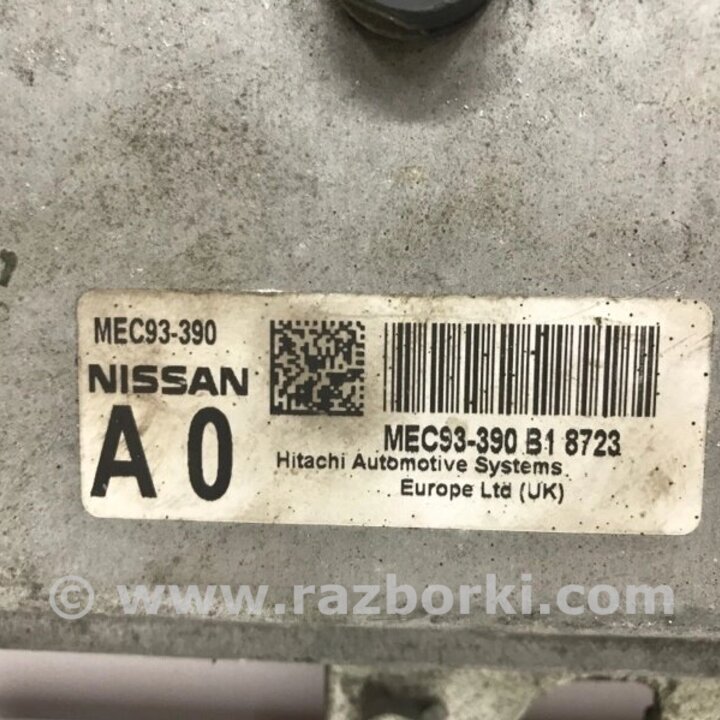 MEC93-390
NISSAN
A 0
MEC93-390 B1 8723
Hitachi Automotive Systems
Europe Ltd (UK)
© www.razborki.com